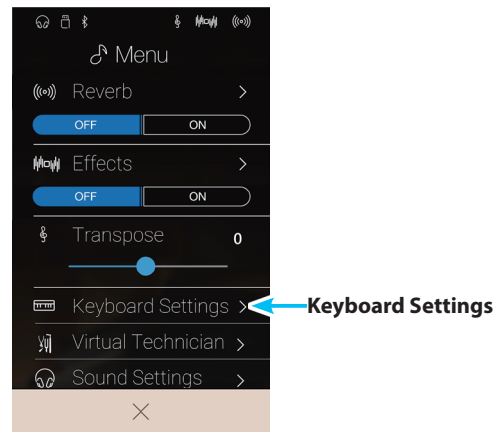 Menu
Reverb
OFF ON
Effects
OFF ON
Transpose 0
Keyboard Settings
Keyboard Settings
Virtual Technician
Sound Settings